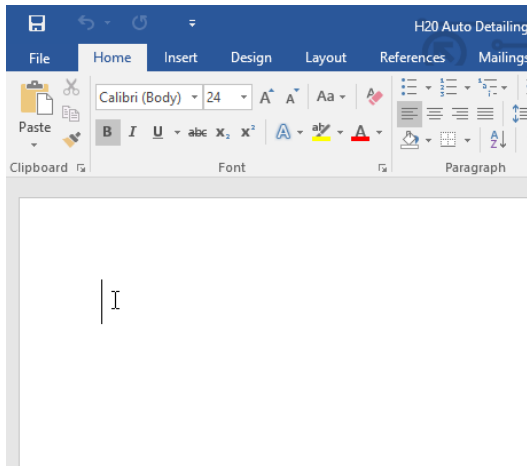 H20 Auto Detailing
File Home Insert Design Layout References Mailings
Calibri (Body) 24 A A Aa
Paste B I U abc X₂ X² A ab A
Clipboard Font Paragraph